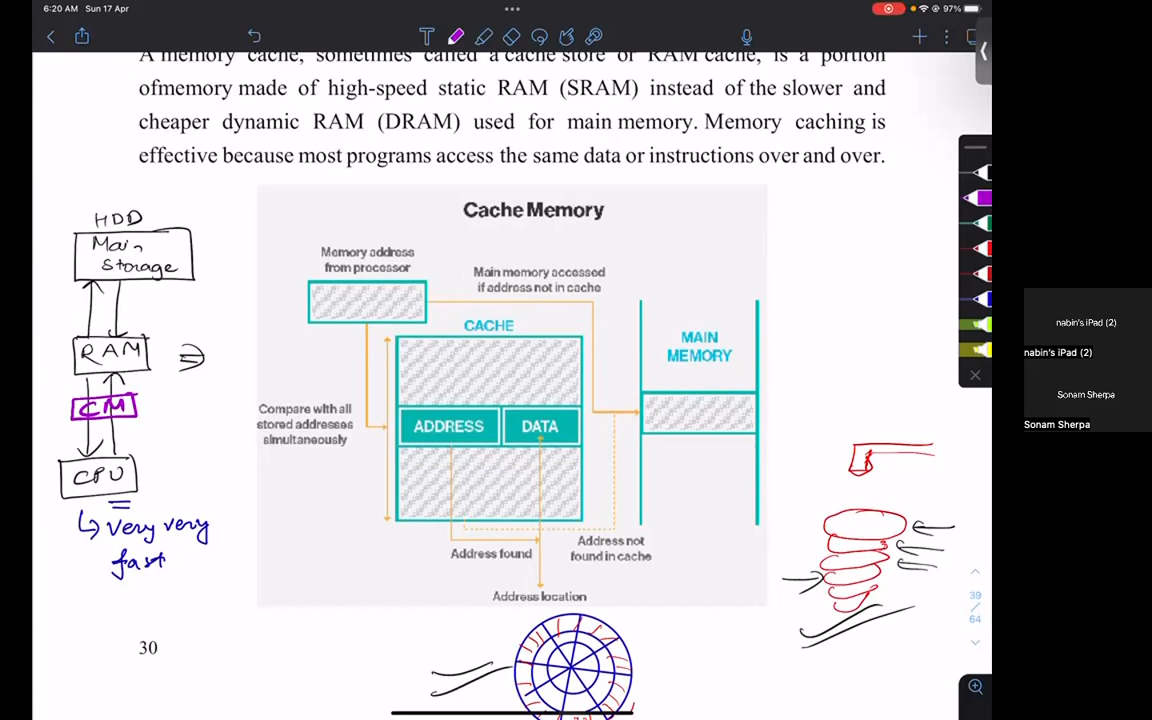 6:20 AM Sun 17 Apr
97%
A memory cache, sometimes called a cache store or RAM cache, is a portion
ofmemory made of high-speed static RAM (SRAM) instead of the slower and
cheaper dynamic RAM (DRAM) used for main memory. Memory caching is
effective because most programs access the same data or instructions over and over.
HDD
Main
Storage
RAM
CM
CPU
very very
fast
Cache Memory
Memory address
from processor
Main memory accessed
if address not in cache
CACHE
MAIN
MEMORY
Compare with all
stored addresses
simultaneously
ADDRESS
DATA
Address found
Address not
found in cache
Address location
30
39
/
64
nabin's iPad (2)
nabin's iPad (2)
Sonam Sherpa
Sonam Sherpa